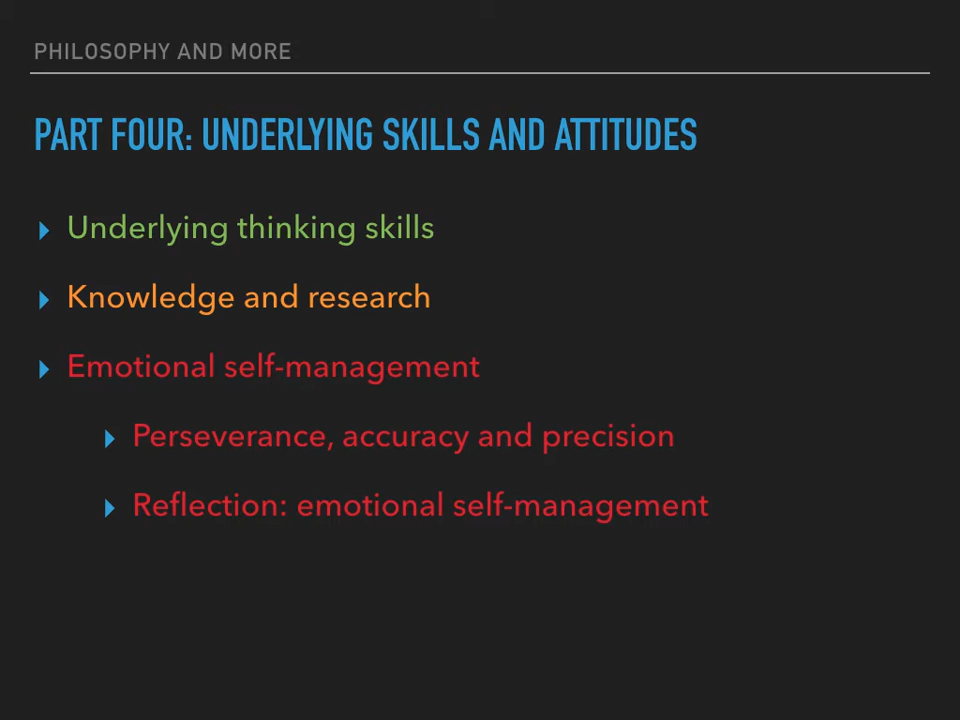 PHILOSOPHY AND MORE
PART FOUR: UNDERLYING SKILLS AND ATTITUDES
Underlying thinking skills
Knowledge and research
Emotional self-management
Perseverance, accuracy and precision
Reflection: emotional self-management